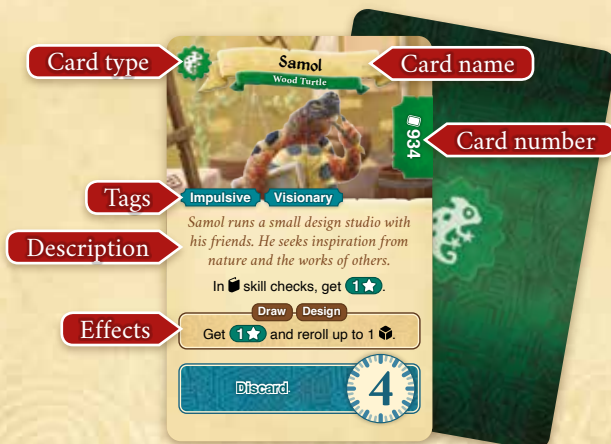 Card type
Samol
Card name
Wood Turtle
934
Card number
Tags
Impulsive Visionary
Description
Samol runs a small design studio with
his friends. He seeks inspiration from
nature and the works of others.
In skill checks, get 1.
Draw Design
Effects
Get 1 and reroll up to 1.
Discard
4